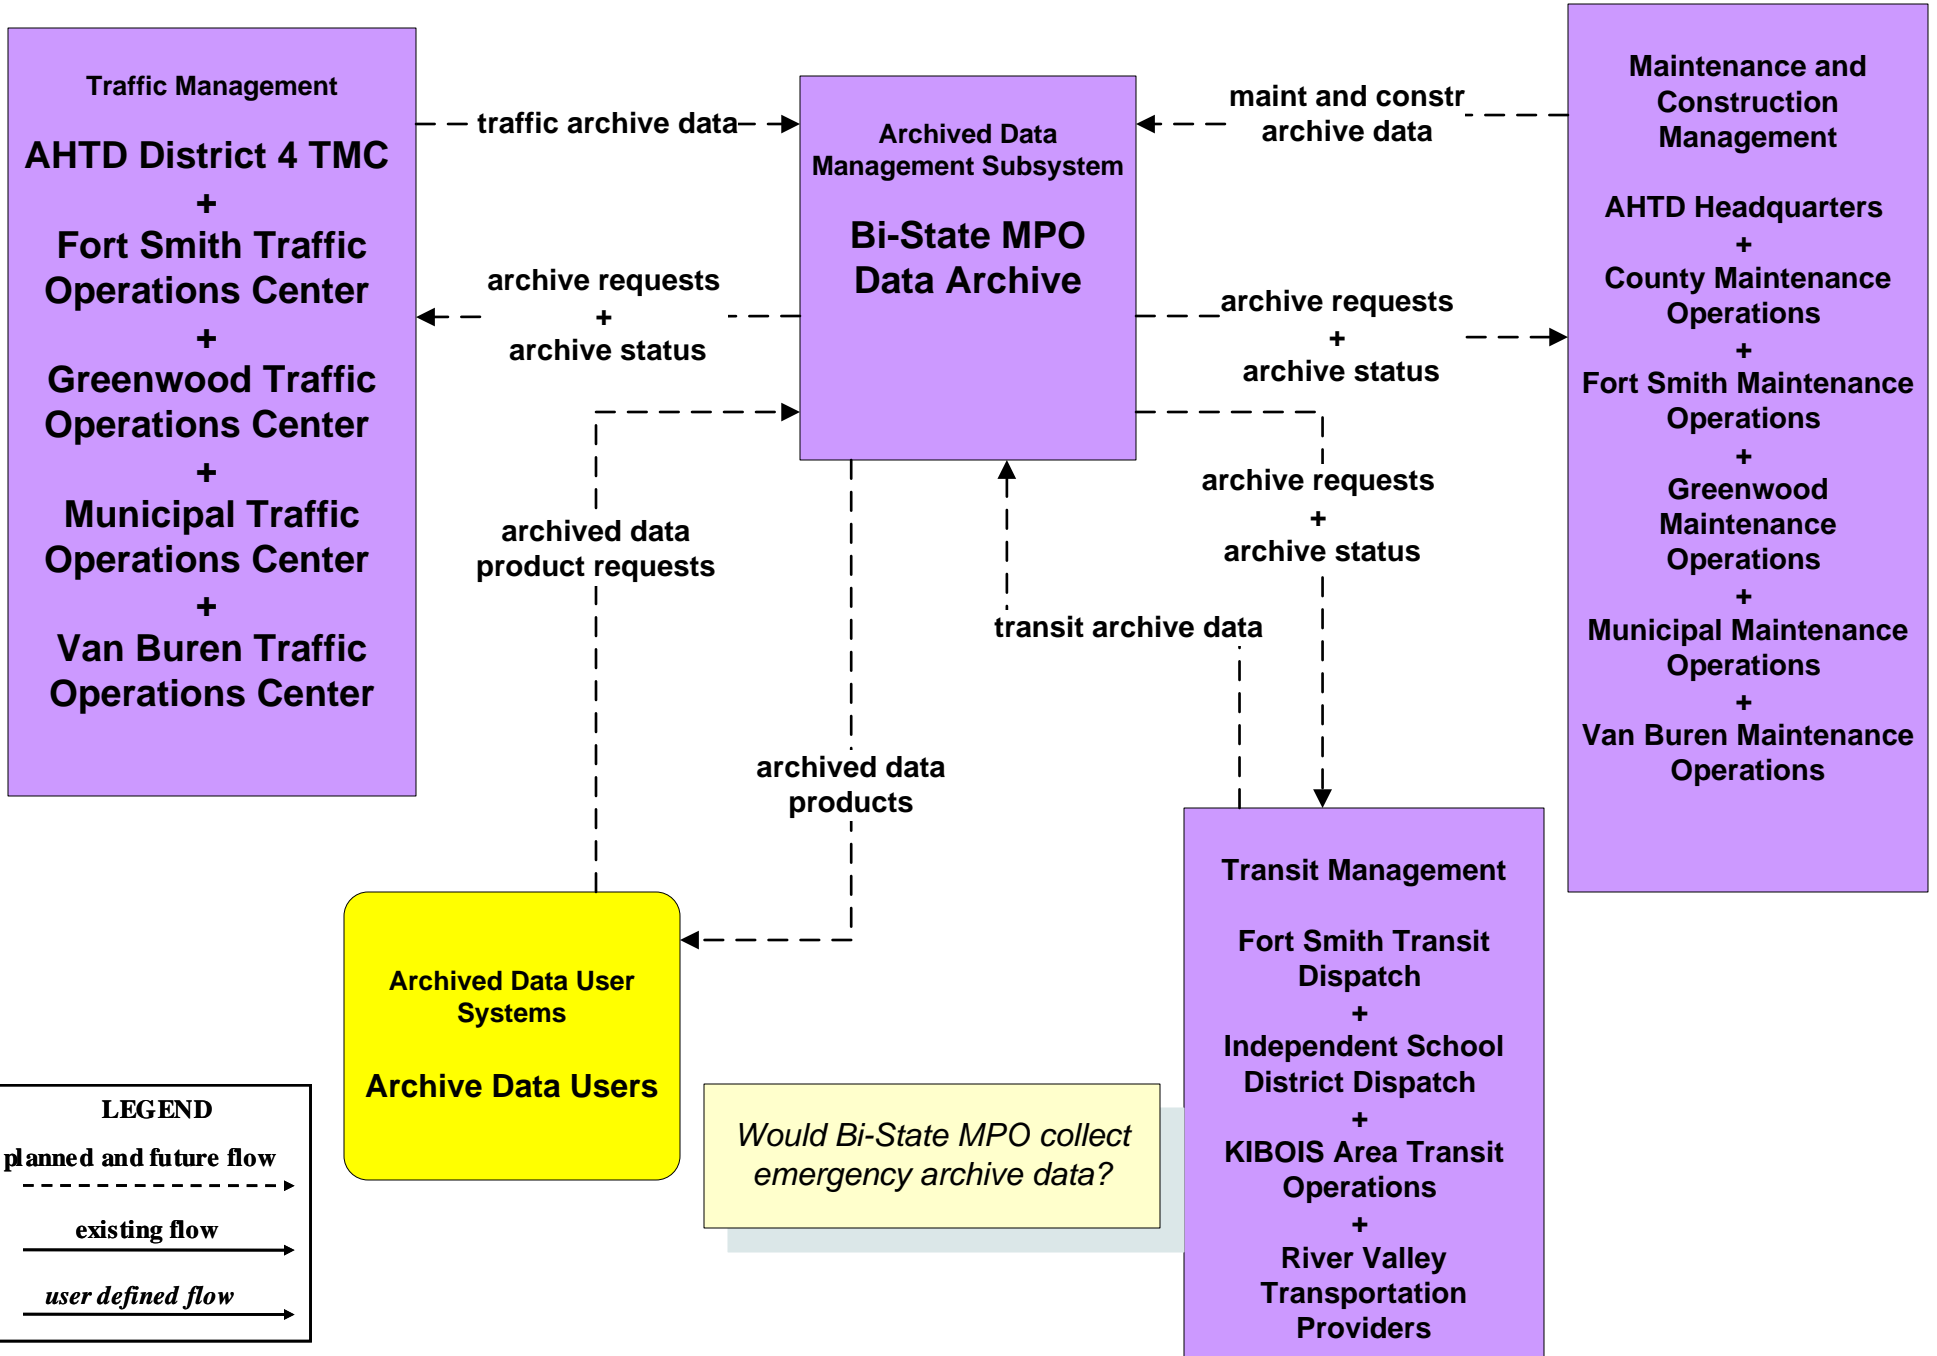 Traffic Management
AHTD District 4 TMC
+
Fort Smith Traffic
Operations Center
+
Greenwood Traffic
Operations Center
+
Municipal Traffic
Operations Center
+
Van Buren Traffic
Operations Center
traffic archive data
archive requests
+
archive status
archived data
product requests
Archived Data
Management Subsystem
Bi-State MPO
Data Archive
maint and constr
archive data
archive requests
+
archive status
archive requests
+
archive status
transit archive data
archived data
products
Maintenance and
Construction
Management
AHTD Headquarters
+
County Maintenance
Operations
+
Fort Smith Maintenance
Operations
+
Greenwood
Maintenance
Operations
+
Municipal Maintenance
Operations
+
Van Buren Maintenance
Operations
Archived Data User
Systems
Archive Data Users
Would Bi-State MPO collect
emergency archive data?
Transit Management
Fort Smith Transit
Dispatch
+
Independent School
District Dispatch
+
KIBOIS Area Transit
Operations
+
River Valley
Transportation
Providers
LEGEND
planned and future flow
existing flow
user defined flow